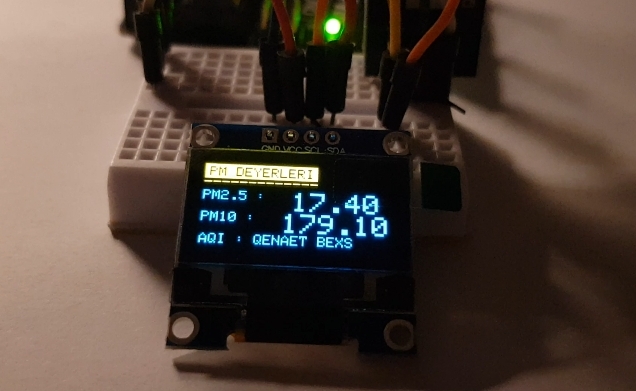 GND VCC SCL SDA
PM DEYERLERI
PM2.5 : 17.40
PM10 : 179.10
AQI : QENAET BEXS